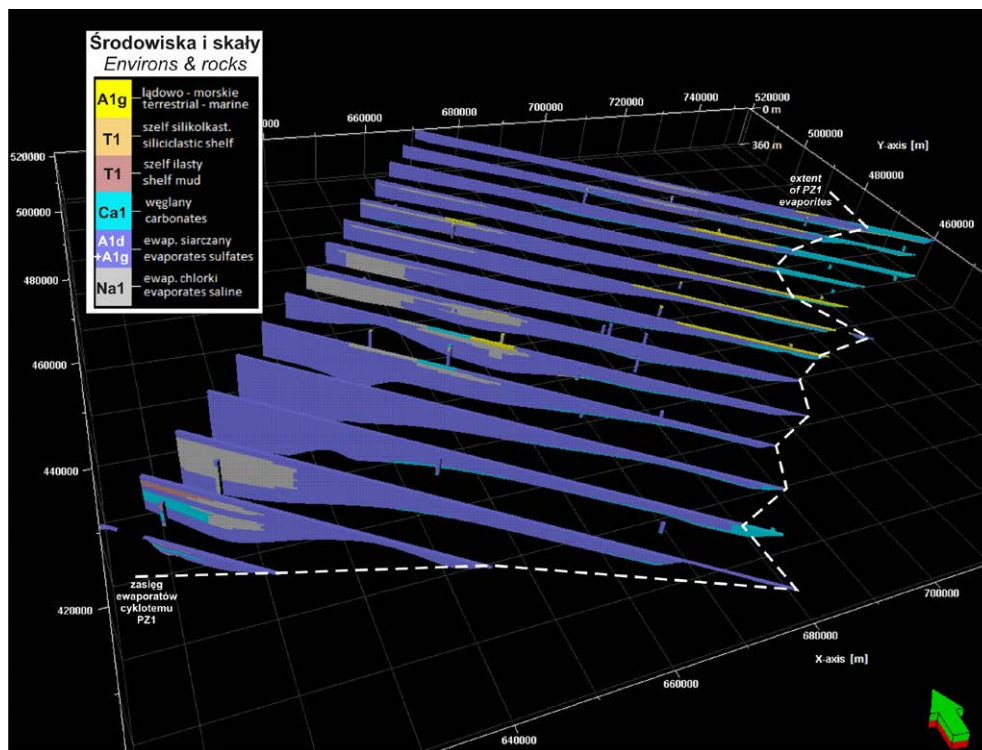 Środowiska i skały
Environs & rocks
A1g
lądowo - morskie
terrestrial - marine
T1
szelf silikolkast.
siliciclastic shelf
T1
szelf ilasty
shelf mud
Ca1
węglany
carbonates
A1d
+A1g
ewap. siarczany
evaporates sulfates
Na1
ewap. chlorki
evaporates saline
660000
680000
700000
720000
740000
520000
0 m
360 m
500000
Y-axis [m]
480000
460000
extent
of PZ1
evaporites
520000
500000
480000
460000
440000
420000
zasięg
ewaporatów
cyklotemu
PZ1
700000
680000
X-axis [m]
660000
640000